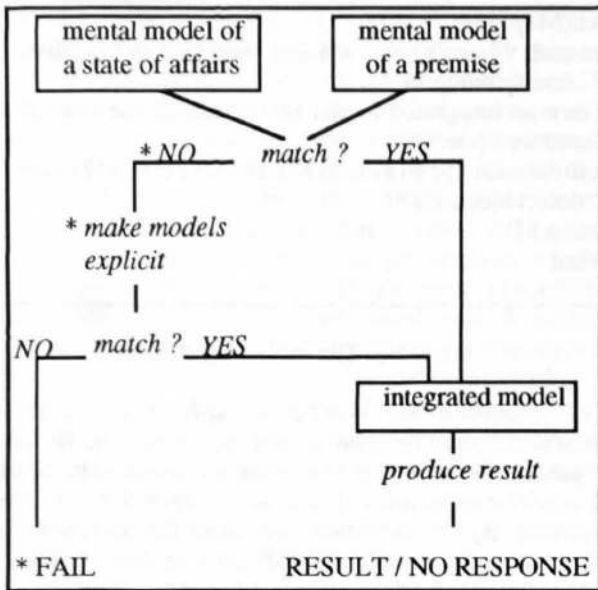 mental model of
a state of affairs
mental model
of a premise
* NO match ? YES
* make models
explicit
NO match ? YES
integrated model
produce result
* FAIL RESULT / NO RESPONSE